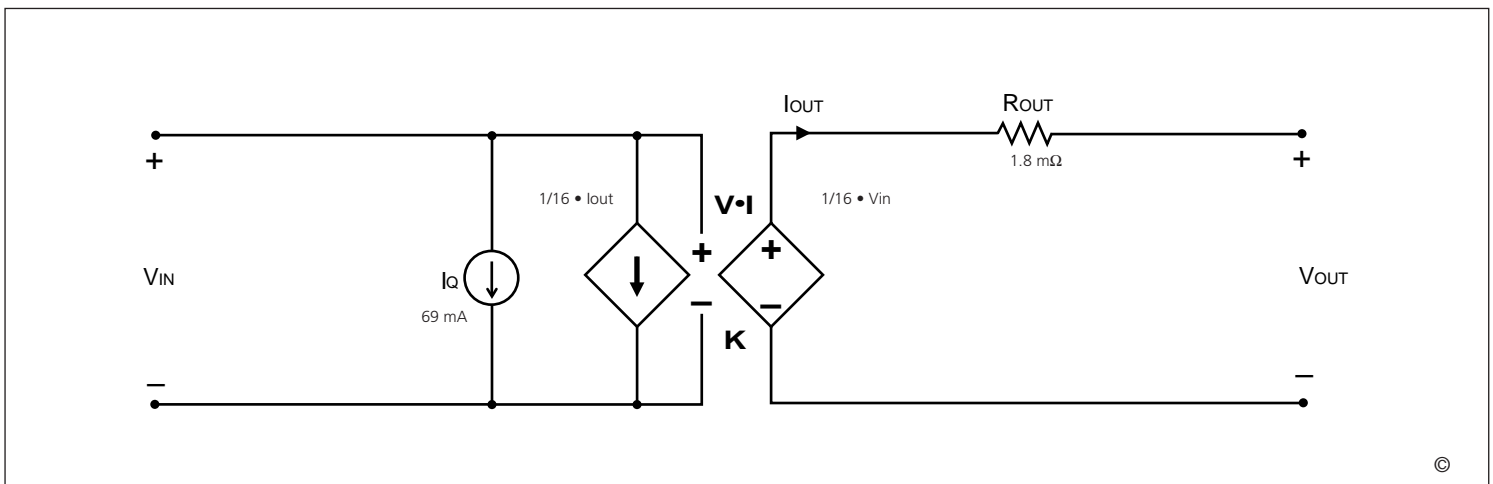 IOUT
ROUT
+
1.8 mΩ
+
1/16 • Iout
V•I
1/16 • Vin
+
+
VIN
IQ
VOUT
–
–
69 mA
K
–
–
©